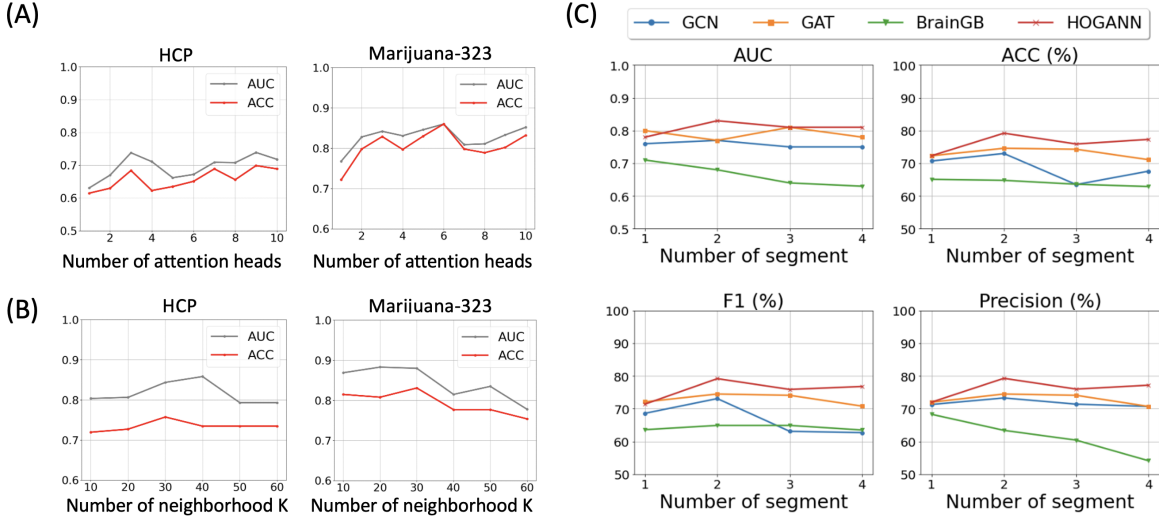 (A)
HCP
1.0
0.9
0.8
0.7
0.6
0.5
2 4 6 8 10
AUC
ACC
Number of attention heads
Marijuana-323
1.0
0.9
0.8
0.7
0.6
2 4 6 8 10
AUC
ACC
Number of attention heads
(B)
HCP
1.0
0.9
0.8
0.7
0.6
10 20 30 40 50 60
AUC
ACC
Number of neighborhood K
Marijuana-323
1.0
0.9
0.8
0.7
0.6
10 20 30 40 50 60
AUC
ACC
Number of neighborhood K
(C)
GCN GAT BrainGB HOGANN
AUC
1.0
0.9
0.8
0.7
0.6
0.5
1 2 3 4
Number of segment
ACC (%)
100
90
80
70
60
50
1 2 3 4
Number of segment
F1 (%)
100
90
80
70
60
50
1 2 3 4
Number of segment
Precision (%)
100
90
80
70
60
50
1 2 3 4
Number of segment